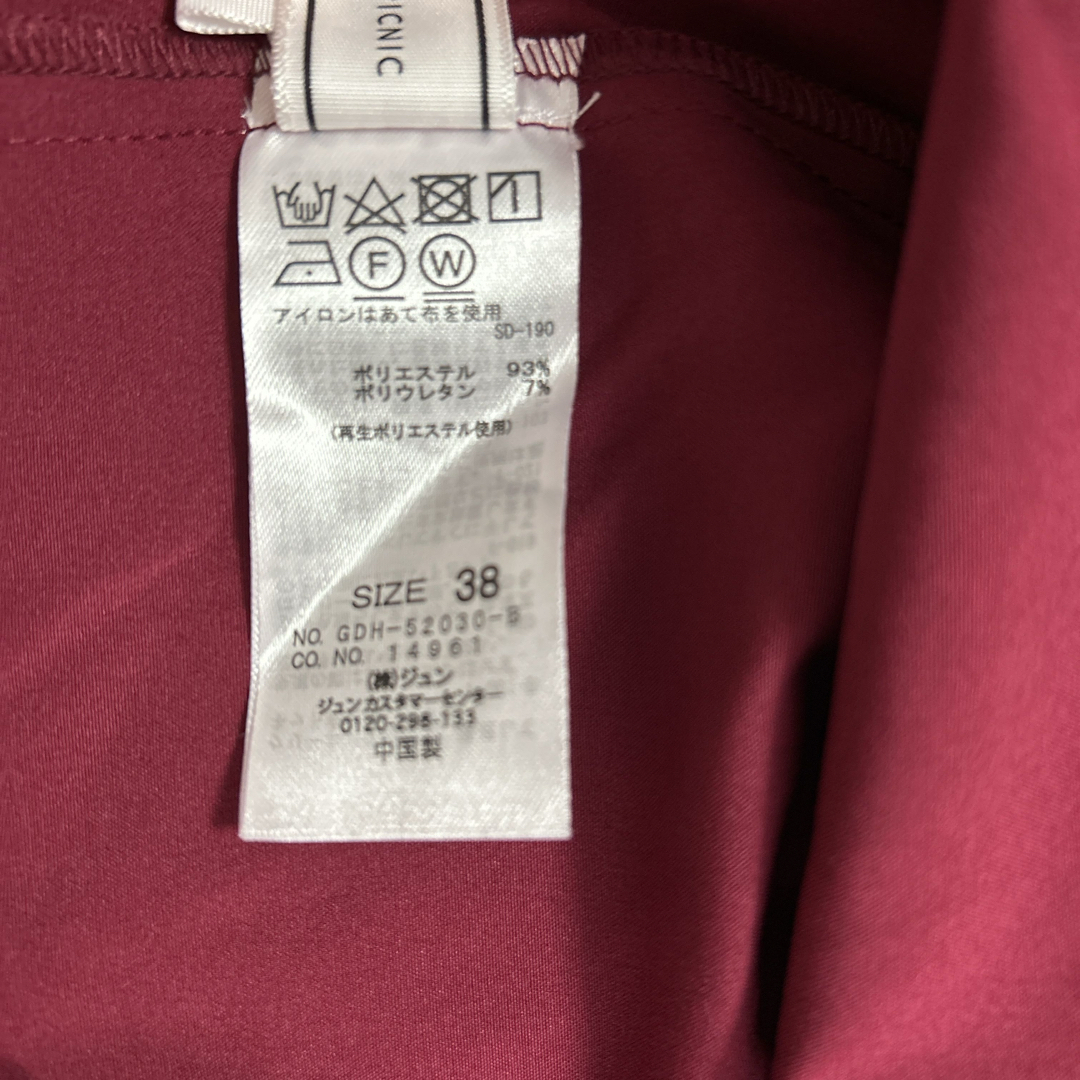 PICNIC
F W
アイロンはあて布を使用
SD-190
ポリエステル 93%
ポリウレタン 7%
(再生ポリエステル使用)
SIZE 38
NO. GDH-52030-B
CO. NO. 14961
(株)ジュン
ジュンカスタマーセンター
0120-298-133
中国製